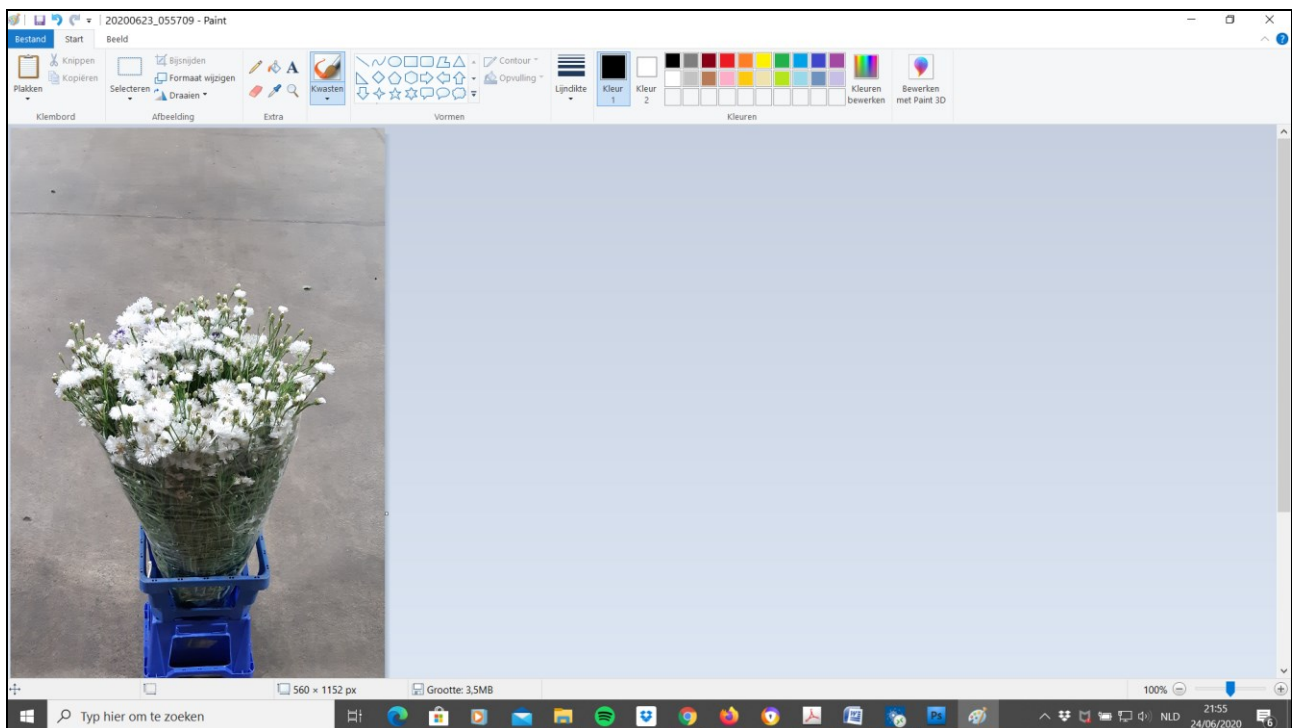 20200623_055709 - Paint
Bestand Start Beeld
Plakken
Knippen
Kopiëren
Klembord
Selecteren
Bijsnijden
Formaat wijzigen
Draaien
Afbeelding
A
Extra
Kwasten
Vormen
Contour
Opvulling
Lijndikte
Kleur 1
Kleur 2
Kleuren
Kleuren bewerken
Bewerken met Paint 3D
560 × 1152 px
Grootte: 3,5MB
100%
Typ hier om te zoeken
Ps
NLD
21:55
24/06/2020
6